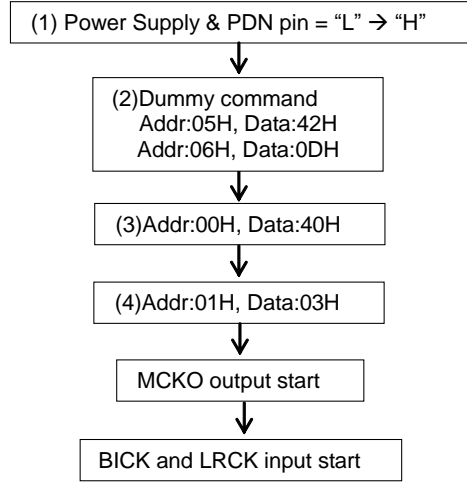 (1) Power Supply & PDN pin = “L” → “H”
(2)Dummy command
Addr:05H, Data:42H
Addr:06H, Data:0DH
(3)Addr:00H, Data:40H
(4)Addr:01H, Data:03H
MCKO output start
BICK and LRCK input start